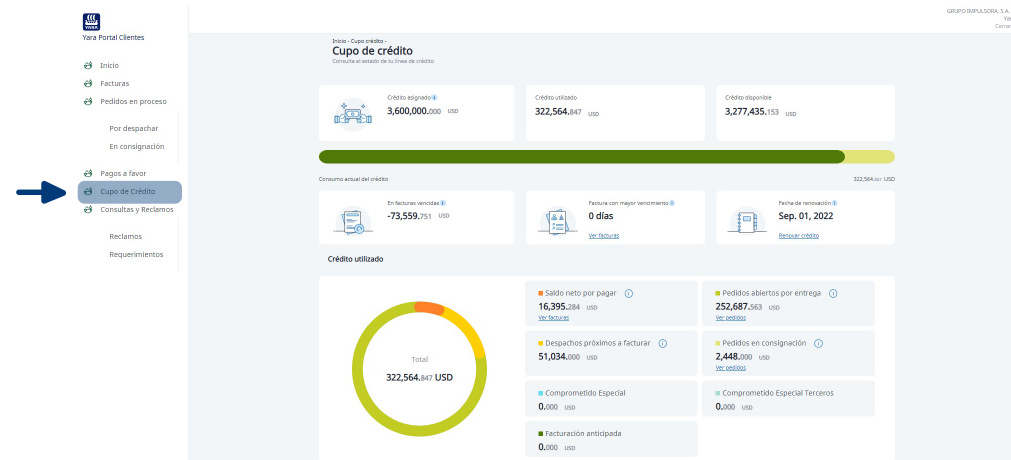 GRUPO IMPULSORA, S.A.
YARA
Yara Portal Clientes
Inicio
Facturas
Pedidos en proceso
Por despachar
En consignación
Pagos a favor
Cupo de Crédito
Consultas y Reclamos
Reclamos
Requerimientos
Inicio - Cupo crédito -
Cupo de crédito
Consulta el estado de tu línea de crédito
Crédito asignado
3,600,000.000 USD
Crédito utilizado
322,564.847 USD
Crédito disponible
3,277,435.153 USD
Consumo actual del crédito
322,564.847 USD
En facturas vencidas
-73,559.751 USD
Factura con mayor vencimiento
0 días
Ver facturas
Fecha de renovación
Sep. 01, 2022
Renovar crédito
Crédito utilizado
Total
322,564.847 USD
Saldo neto por pagar
16,395.284 USD
Ver facturas
Pedidos abiertos por entrega
252,687.563 USD
Ver pedidos
Despachos próximos a facturar
51,034.000 USD
Pedidos en consignación
2,448.000 USD
Ver pedidos
Comprometido Especial
0.000 USD
Comprometido Especial Terceros
0.000 USD
Facturación anticipada
0.000 USD